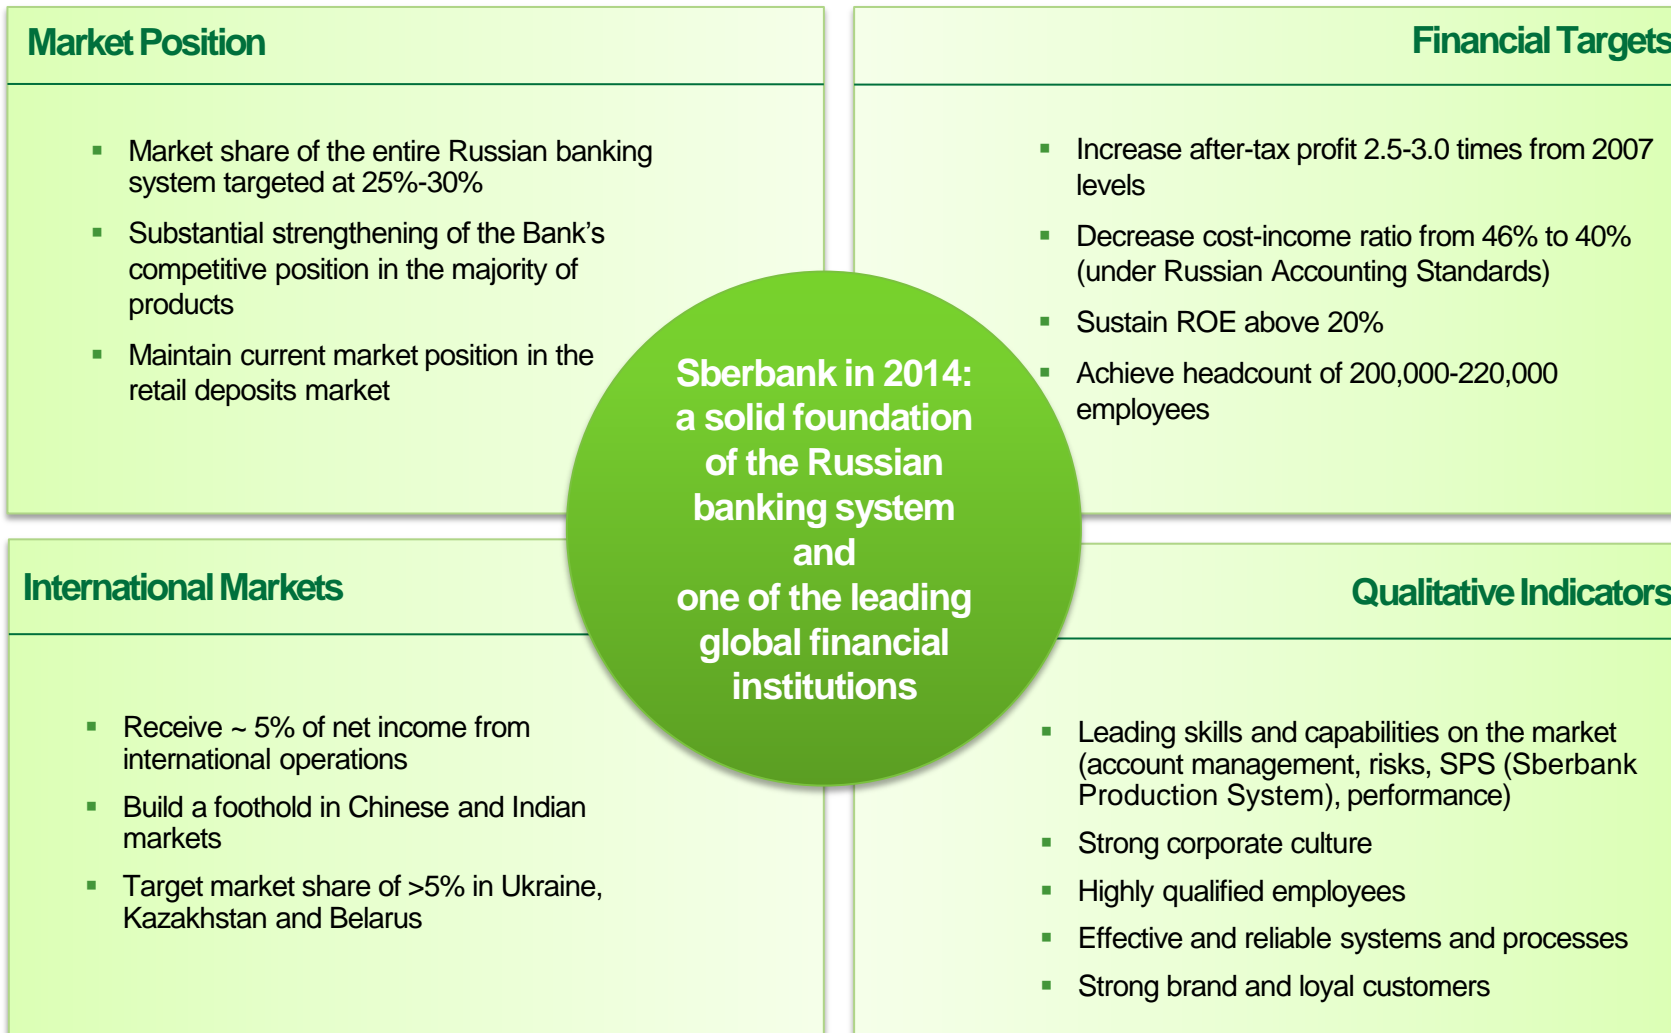 Market Position
Market share of the entire Russian banking
system targeted at 25%-30%
Substantial strengthening of the Bank’s
competitive position in the majority of
products
Maintain current market position in the
retail deposits market
Financial Targets
Increase after-tax profit 2.5-3.0 times from 2007
levels
Decrease cost-income ratio from 46% to 40%
(under Russian Accounting Standards)
Sustain ROE above 20%
Achieve headcount of 200,000-220,000
employees
Sberbank in 2014:
a solid foundation
of the Russian
banking system
and
one of the leading
global financial
institutions
International Markets
Receive ~ 5% of net income from
international operations
Build a foothold in Chinese and Indian
markets
Target market share of >5% in Ukraine,
Kazakhstan and Belarus
Qualitative Indicators
Leading skills and capabilities on the market
(account management, risks, SPS (Sberbank
Production System), performance)
Strong corporate culture
Highly qualified employees
Effective and reliable systems and processes
Strong brand and loyal customers